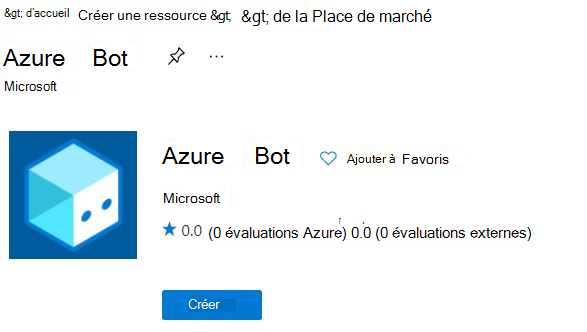 &gt; d'accueil Créer une ressource &gt; &gt; de la Place de marché
Azure Bot ...
Microsoft
Azure Bot Ajouter à Favoris
Microsoft
0.0 (0 évaluations Azure) 0.0 (0 évaluations externes)
Créer